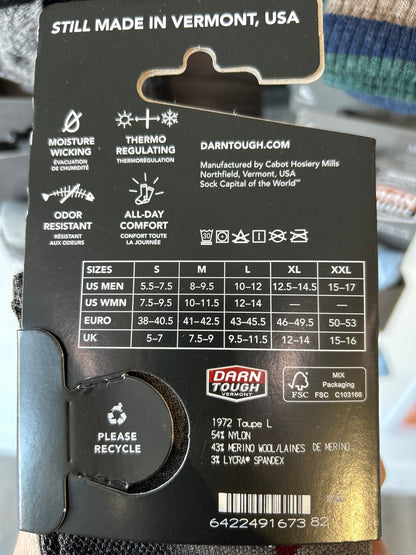 STILL MADE IN VERMONT, USA
MOISTURE
WICKING
ÉVACUATION
DE L'HUMIDITÉ
THERMO
REGULATING
THERMORÉGULATION
ODOR
RESISTANT
RÉSISTANT
AUX ODEURS
ALL-DAY
COMFORT
CONFORT TOUTE
LA JOURNÉE
DARNTOUGH.COM
Manufactured by Cabot Hosiery Mills
Northfield, Vermont, USA
Sock Capital of the World™
30
SIZES S M L XL XXL
US MEN 5.5–7.5 8–9.5 10–12 12.5–14.5 15–17
US WMN 7.5–9.5 10–11.5 12–14 — —
EURO 38–40.5 41–42.5 43–45.5 46–49.5 50–53
UK 5–7 7.5–9 9.5–11.5 12–14 15–16
PLEASE
RECYCLE
DARN
TOUGH
VERMONT
FSC
MIX
Packaging
FSC C103166
1972 Taupe L
54% NYLON
43% MERINO WOOL/LAINES DE MERINO
3% LYCRA® SPANDEX
6422491673 82